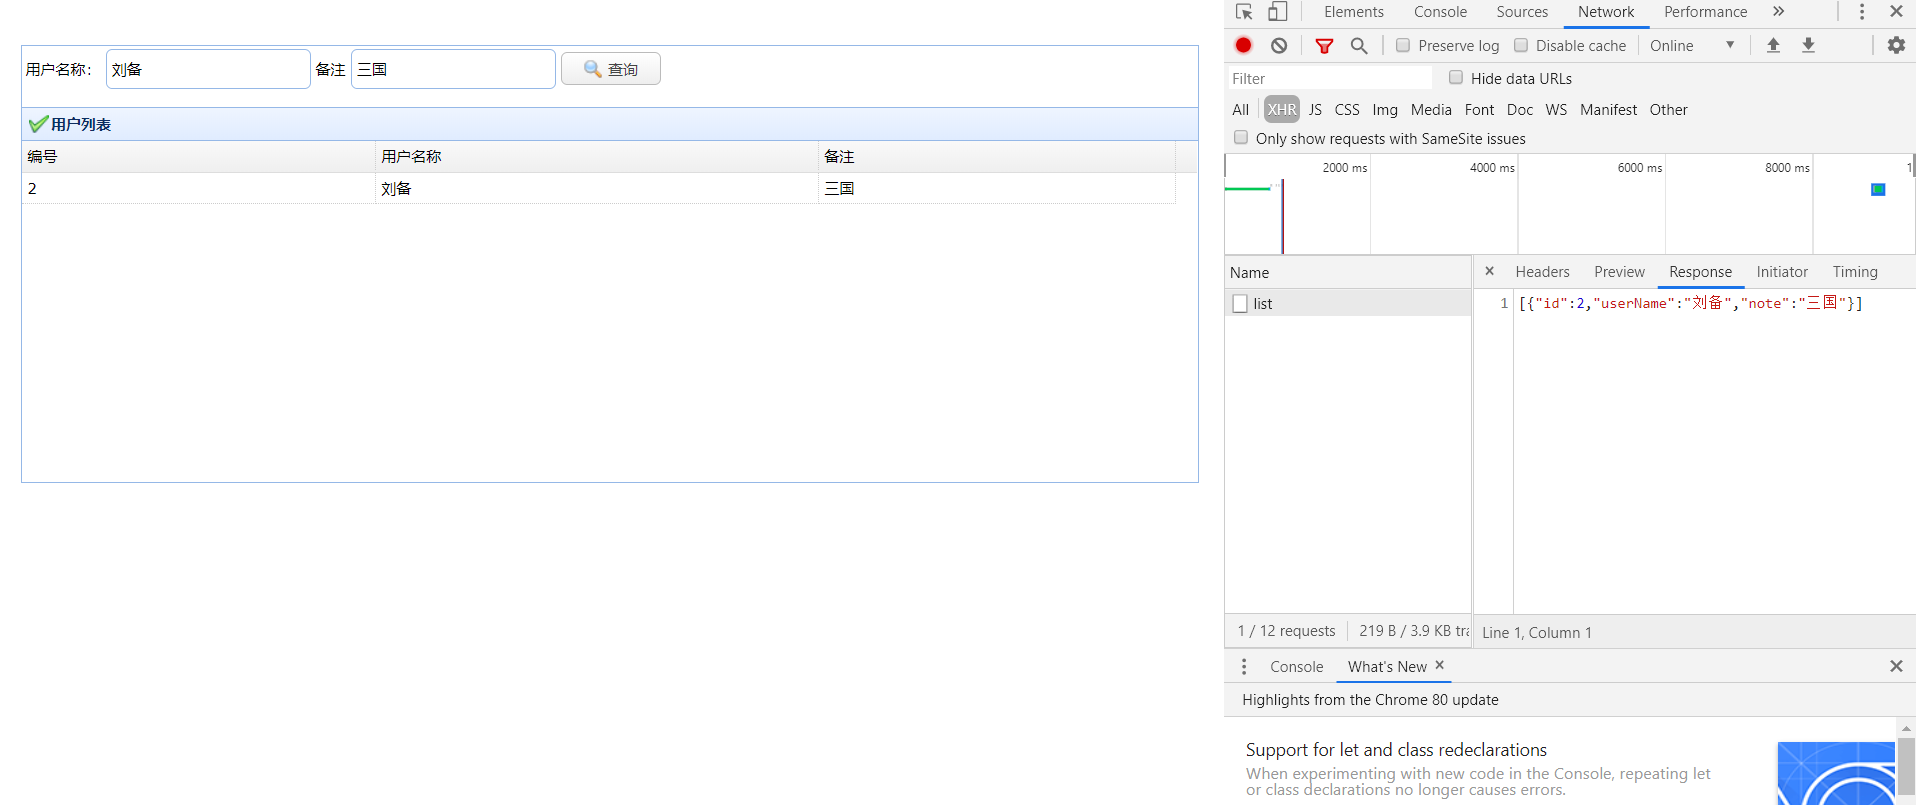 用户名称： 刘备 备注 三国 查询
用户列表
编号 用户名称 备注
2 刘备 三国
Elements Console Sources Network Performance »
Preserve log Disable cache Online
Filter Hide data URLs
All XHR JS CSS Img Media Font Doc WS Manifest Other
Only show requests with SameSite issues
2000 ms 4000 ms 6000 ms 8000 ms 1
Name
list
× Headers Preview Response Initiator Timing
1 [{"id":2,"userName":"刘备","note":"三国"}]
1 / 12 requests 219 B / 3.9 KB
Line 1, Column 1
Console What's New ×
Highlights from the Chrome 80 update
Support for let and class redeclarations
When experimenting with new code in the Console, repeating let
or class declarations no longer causes errors.